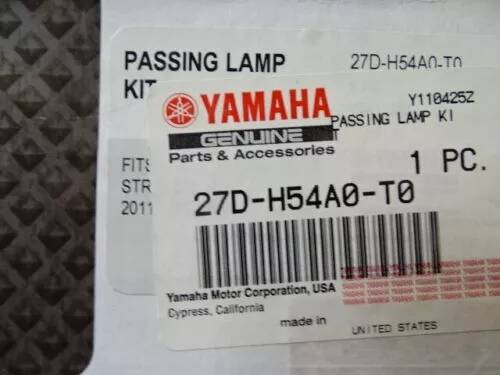 PASSING LAMP
KIT
27D-H54A0-T0
FITS
STR
2011
YAMAHA
GENUINE
Parts & Accessories
Y110425Z
PASSING LAMP KI
T
1 PC.
27D-H54A0-T0
Yamaha Motor Corporation, USA
Cypress, California
made in
UNITED STATES